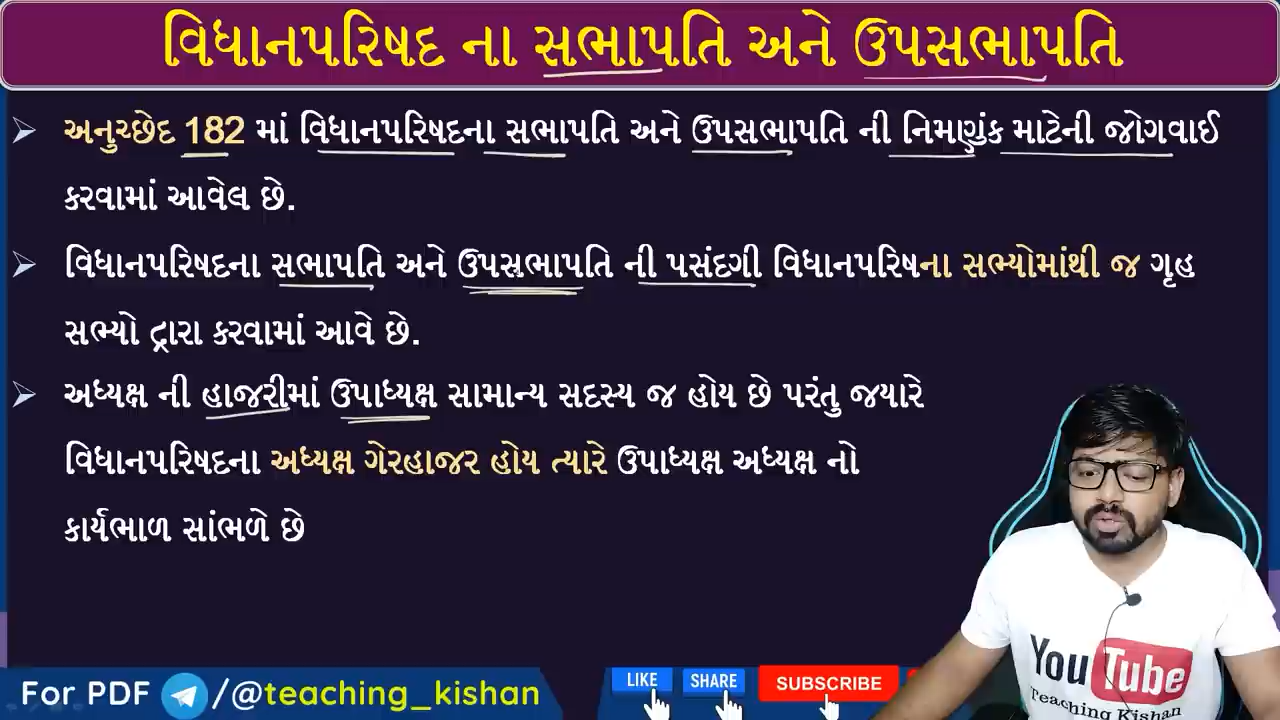 વિધાનપરિષદ ના સભાપતિ અને ઉપસભાપતિ
અનુચ્છેદ 182 માં વિધાનપરિષદના સભાપતિ અને ઉપસભાપતિ ની નિમણુંક માટેની જોગવાઈ
કરવામાં આવેલ છે.
વિધાનપરિષદના સભાપતિ અને ઉપસભાપતિ ની પસંદગી વિધાનપરિષના સભ્યોમાંથી જ ગૃહ
સભ્યો દ્રારા કરવામાં આવે છે.
અધ્યક્ષ ની હાજરીમાં ઉપાધ્યક્ષ સામાન્ય સદસ્ય જ હોય છે પરંતુ જયારે
વિધાનપરિષદના અધ્યક્ષ ગેરહાજર હોય ત્યારે ઉપાધ્યક્ષ અધ્યક્ષ નો
કાર્યભાળ સાંભળે છે
You Tube
Teaching Kishan
For PDF /@teaching_kishan
LIKE SHARE SUBSCRIBE